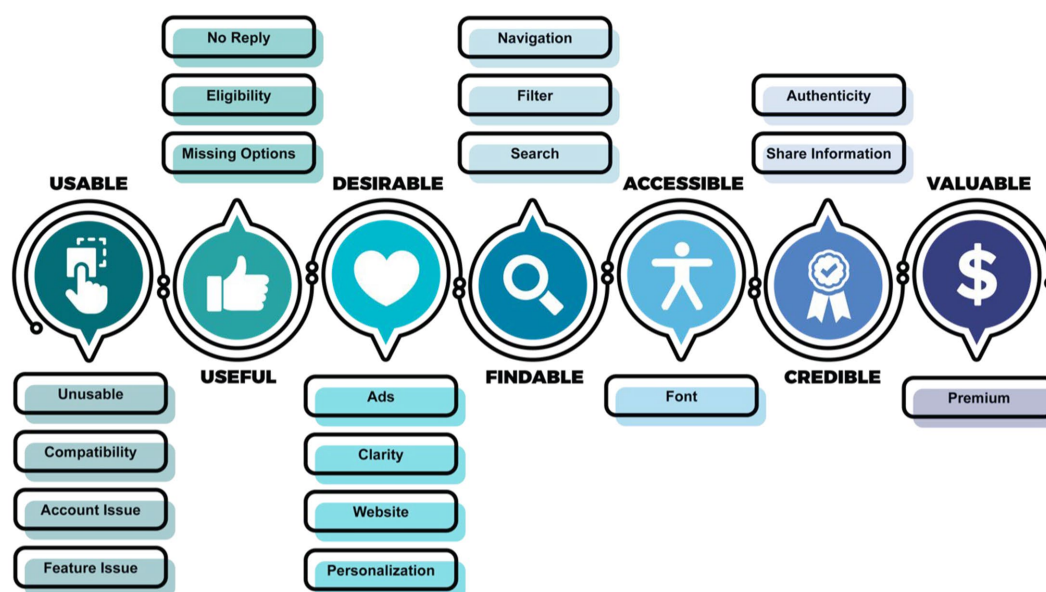 No Reply
Eligibility
Missing Options
Navigation
Filter
Search
Authenticity
Share Information
USABLE
DESIRABLE
ACCESSIBLE
VALUABLE
$
USEFUL
FINDABLE
CREDIBLE
Unusable
Compatibility
Account Issue
Feature Issue
Ads
Clarity
Website
Personalization
Font
Premium